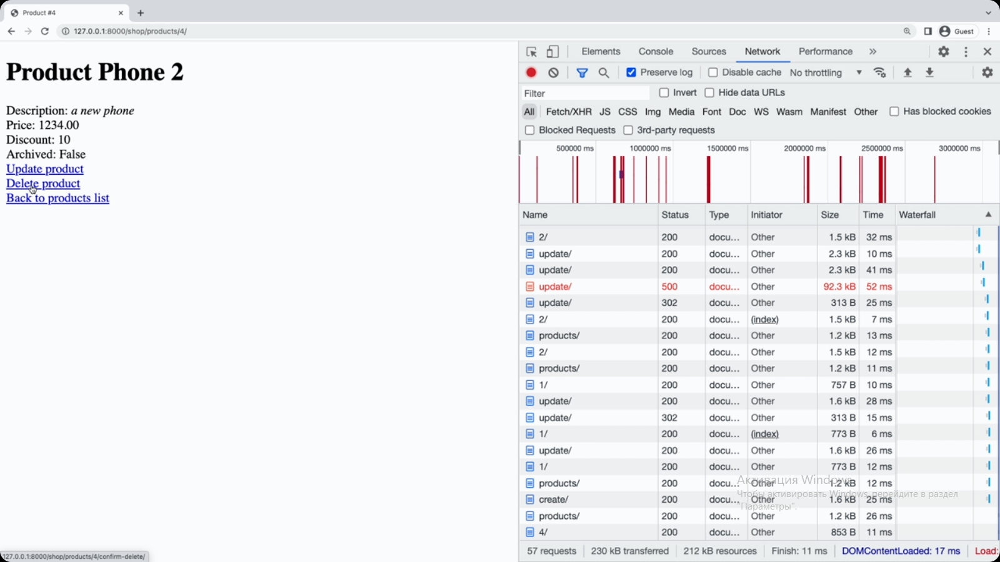 Product #4
127.0.0.1:8000/shop/products/4/
Guest
Product Phone 2
Description: a new phone
Price: 1234.00
Discount: 10
Archived: False
Update product
Delete product
Back to products list
127.0.0.1:8000/shop/products/4/confirm-delete/
Elements Console Sources Network Performance
Preserve log Disable cache No throttling
Filter Invert Hide data URLs
All Fetch/XHR JS CSS Img Media Font Doc WS Wasm Manifest Other Has blocked cookies
Blocked Requests 3rd-party requests
500000 ms 1000000 ms 1500000 ms 2000000 ms 2500000 ms 3000000 ms
Name Status Type Initiator Size Time Waterfall
2/ 200 docu... Other 1.5 kB 32 ms
update/ 200 docu... Other 2.3 kB 10 ms
update/ 200 docu... Other 2.3 kB 41 ms
update/ 500 docu... Other 92.3 kB 52 ms
update/ 302 docu... Other 313 B 25 ms
2/ 200 docu... (index) 1.5 kB 7 ms
products/ 200 docu... Other 1.2 kB 13 ms
2/ 200 docu... Other 1.5 kB 12 ms
products/ 200 docu... Other 1.2 kB 11 ms
1/ 200 docu... Other 757 B 10 ms
update/ 200 docu... Other 1.6 kB 28 ms
update/ 302 docu... Other 313 B 15 ms
1/ 200 docu... (index) 773 B 6 ms
update/ 200 docu... Other 1.6 kB 26 ms
1/ 200 docu... Other 773 B 12 ms
products/ 200 docu... Other 1.2 kB 12 ms
create/ 200 docu... Other 1.6 kB 25 ms
products/ 200 docu... Other 1.2 kB 26 ms
4/ 200 docu... Other 853 B 11 ms
Активация Windows
Чтобы активировать Windows, перейдите в раздел
"Параметры".
57 requests 230 kB transferred 212 kB resources Finish: 11 ms DOMContentLoaded: 17 ms Load: